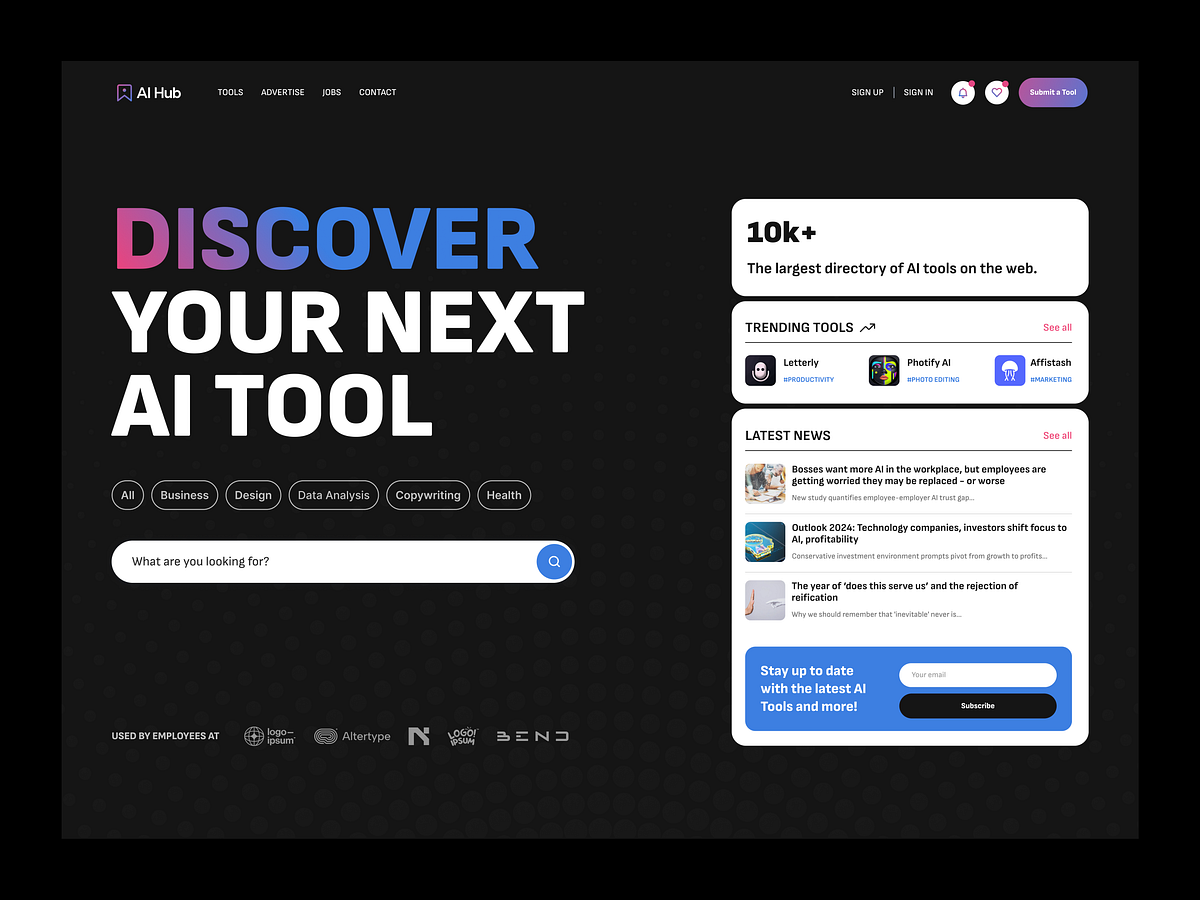 AI Hub
TOOLS
ADVERTISE
JOBS
CONTACT
SIGN UP
SIGN IN
Submit a Tool
DISCOVER
YOUR NEXT
AI TOOL
All
Business
Design
Data Analysis
Copywriting
Health
What are you looking for?
USED BY EMPLOYEES AT
logo–
ipsum
Altertype
LOGO!
IPSUM
BEND
10k+
The largest directory of AI tools on the web.
TRENDING TOOLS
See all
Letterly
#PRODUCTIVITY
Photify AI
#PHOTO EDITING
Affistash
#MARKETING
LATEST NEWS
See all
Bosses want more AI in the workplace, but employees are
getting worried they may be replaced - or worse
New study quantifies employee-employer AI trust gap...
Outlook 2024: Technology companies, investors shift focus to
AI, profitability
Conservative investment environment prompts pivot from growth to profits...
The year of ‘does this serve us’ and the rejection of
reification
Why we should remember that 'inevitable' never is...
Stay up to date
with the latest AI
Tools and more!
Your email
Subscribe